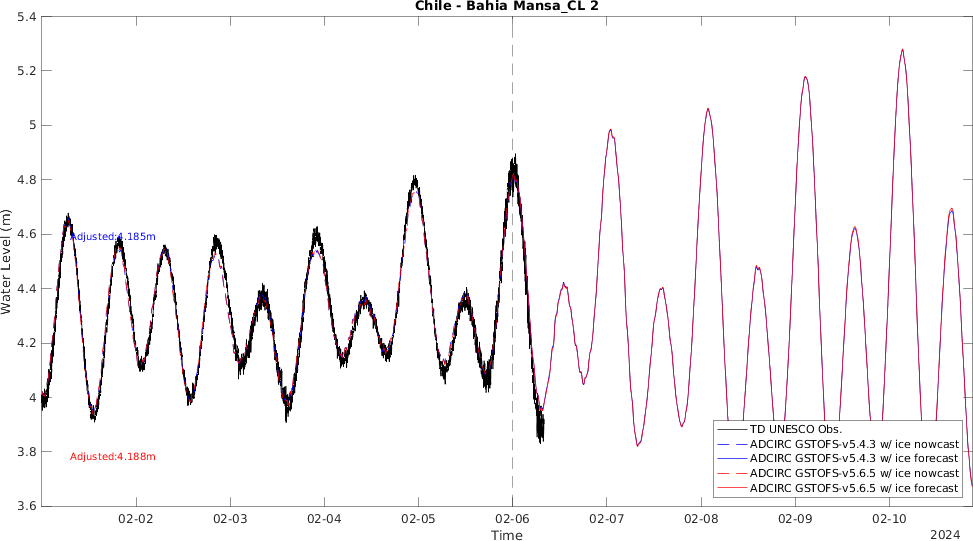 Chile - Bahia Mansa_CL 2
5.4
5.2
5
4.8
4.6
4.4
4.2
4
3.8
3.6
Water Level (m)
Adjusted:4.185m
Adjusted:4.188m
TD UNESCO Obs.
ADCIRC GSTOFS-v5.4.3 w/ ice nowcast
ADCIRC GSTOFS-v5.4.3 w/ ice forecast
ADCIRC GSTOFS-v5.6.5 w/ ice nowcast
ADCIRC GSTOFS-v5.6.5 w/ ice forecast
02-02 02-03 02-04 02-05 02-06 02-07 02-08 02-09 02-10
Time
2024